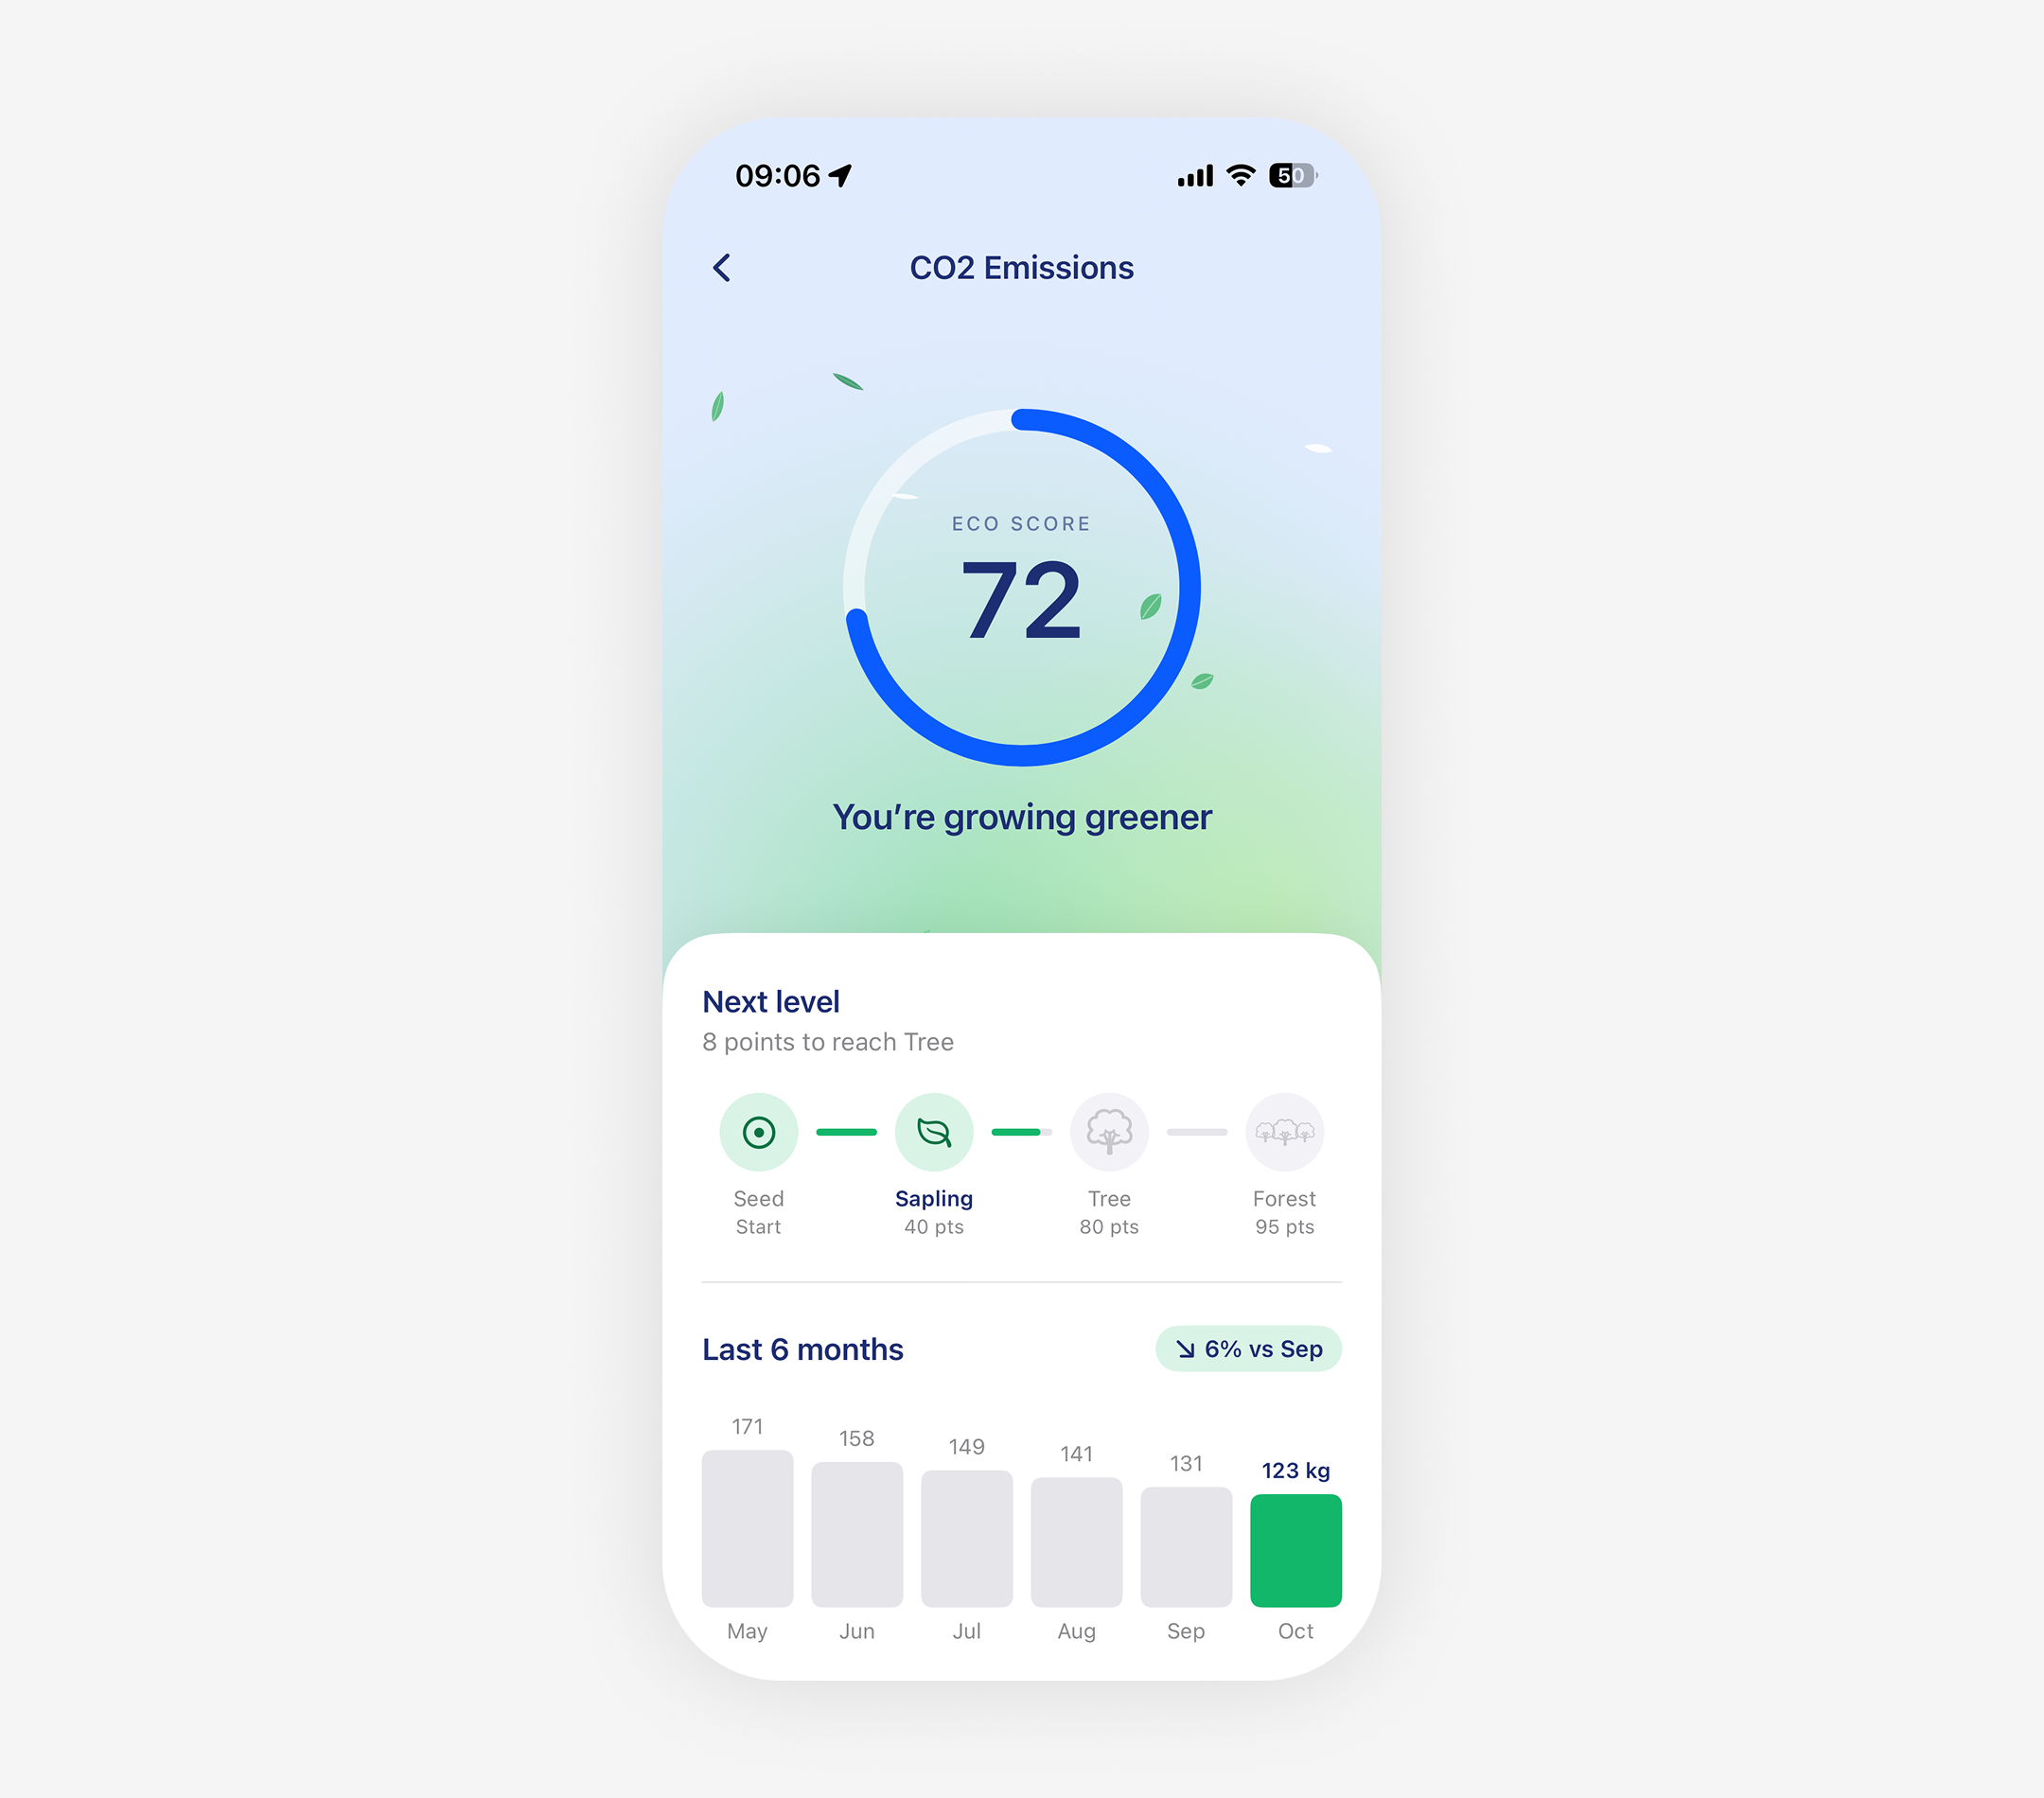 09:06
50
CO2 Emissions
ECO SCORE
72
You’re growing greener
Next level
8 points to reach Tree
Seed
Start
Sapling
40 pts
Tree
80 pts
Forest
95 pts
Last 6 months
6% vs Sep
171
158
149
141
131
123 kg
May
Jun
Jul
Aug
Sep
Oct